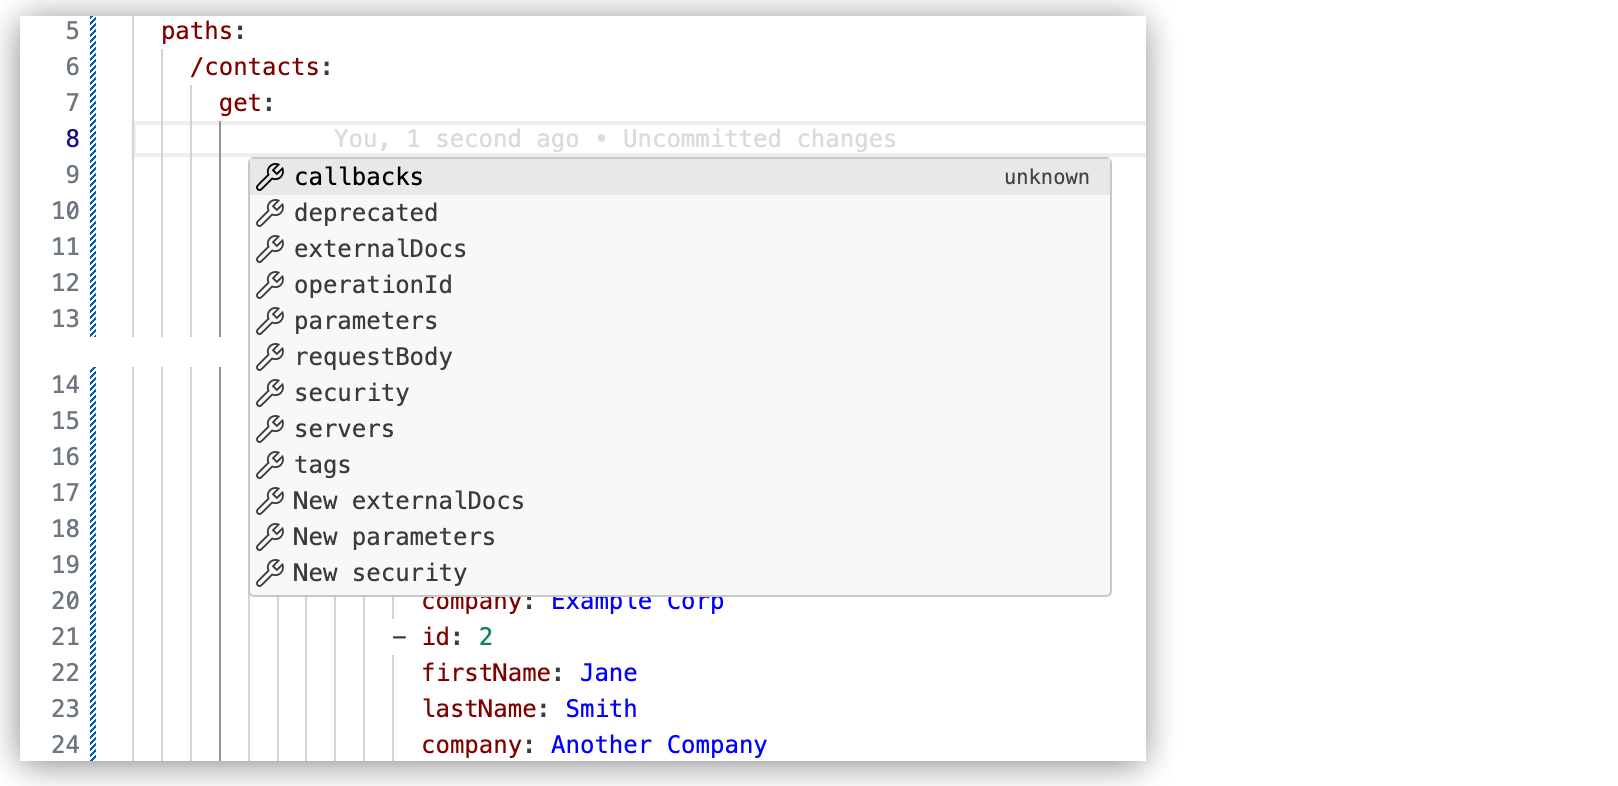 5 paths:
6 /contacts:
7 get:
8 You, 1 second ago • Uncommitted changes
9 callbacks unknown
10 deprecated
11 externalDocs
12 operationId
13 parameters
requestBody
14 security
15 servers
16 tags
17 New externalDocs
18 New parameters
19 New security
20 company: Example Corp
21 - id: 2
22 firstName: Jane
23 lastName: Smith
24 company: Another Company